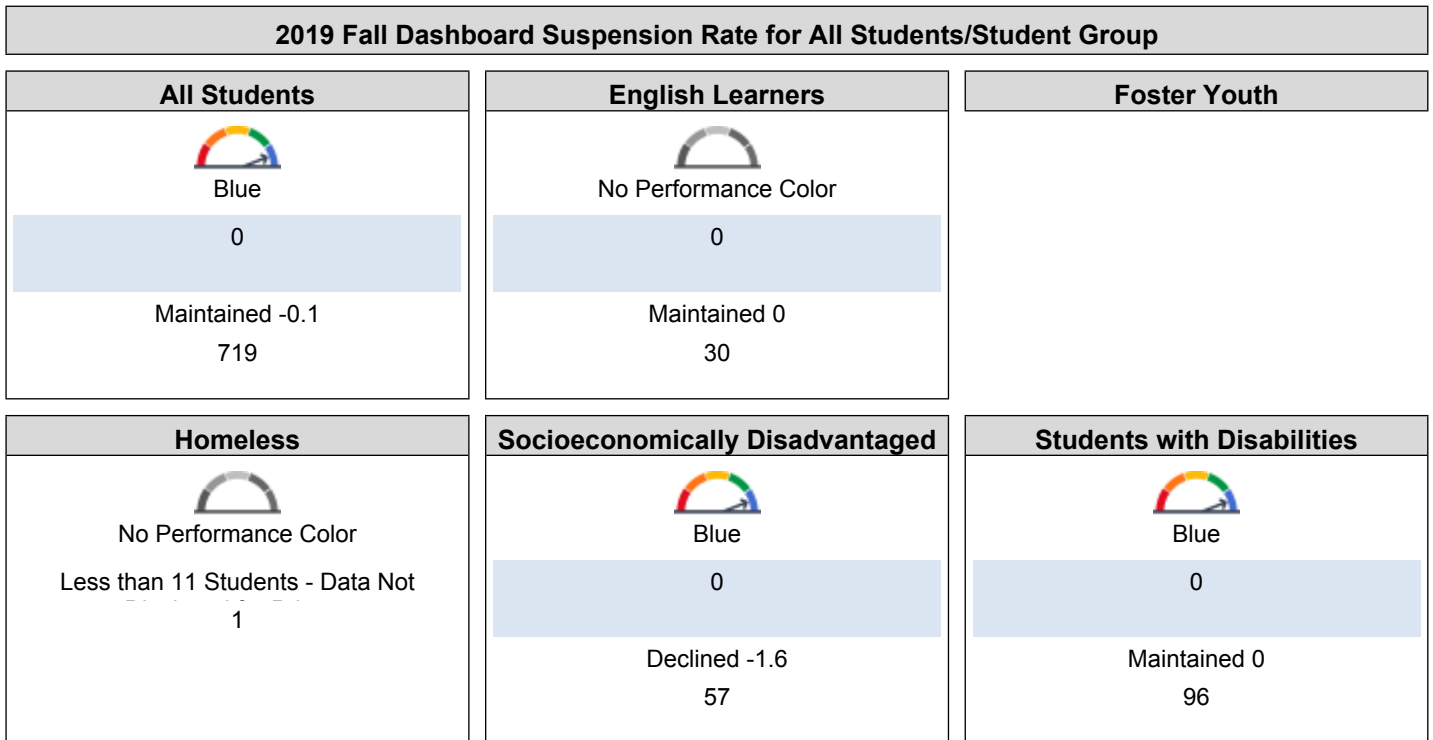 2019 Fall Dashboard Suspension Rate for All Students/Student Group
All Students
Blue
0
Maintained -0.1
719
English Learners
No Performance Color
0
Maintained 0
30
Foster Youth
Homeless
No Performance Color
Less than 11 Students - Data Not
1
Socioeconomically Disadvantaged
Blue
0
Declined -1.6
57
Students with Disabilities
Blue
0
Maintained 0
96